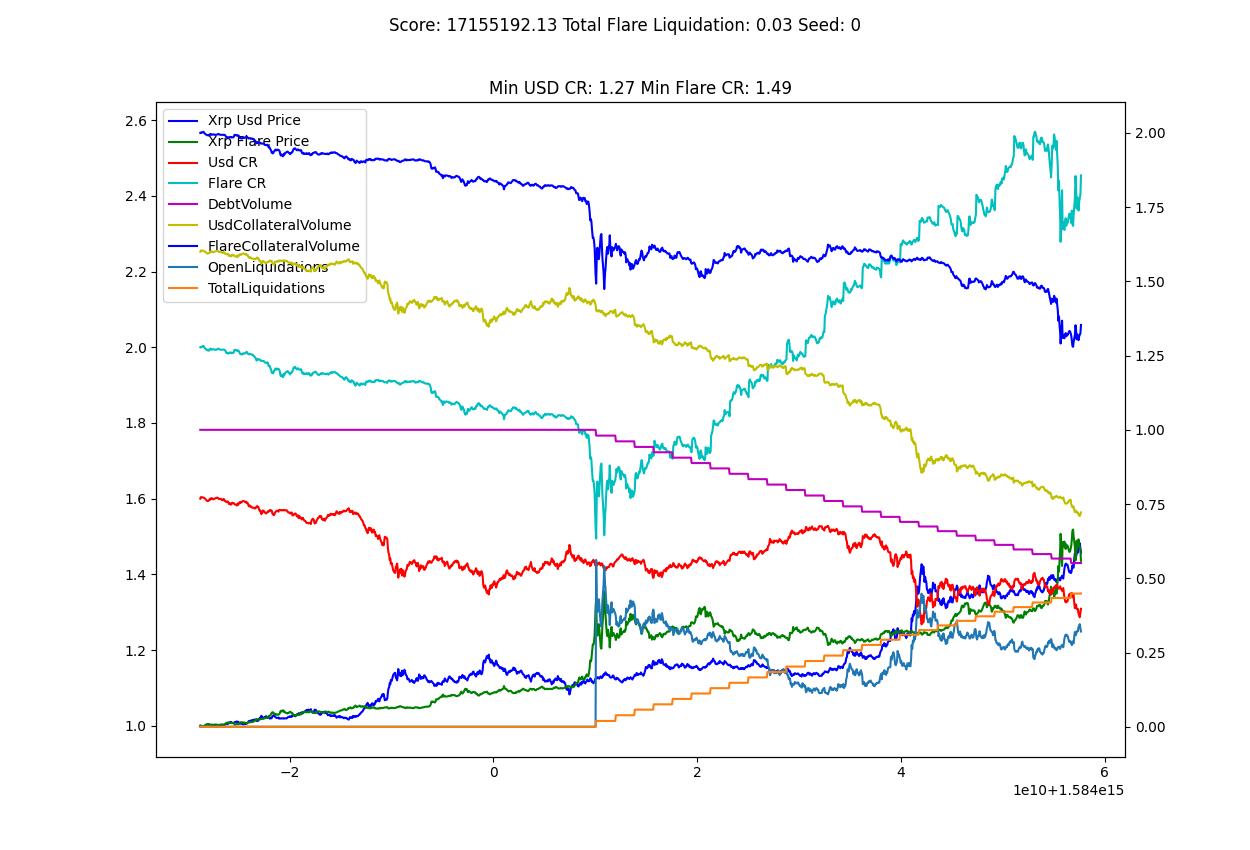 Score: 17155192.13 Total Flare Liquidation: 0.03 Seed: 0
Min USD CR: 1.27 Min Flare CR: 1.49
Xrp Usd Price
Xrp Flare Price
Usd CR
Flare CR
DebtVolume
UsdCollateralVolume
FlareCollateralVolume
OpenLiquidations
TotalLiquidations
2.6
2.4
2.2
2.0
1.8
1.6
1.4
1.2
1.0
2.00
1.75
1.50
1.25
1.00
0.75
0.50
0.25
0.00
−2 0 2 4 6
1e10+1.584e15